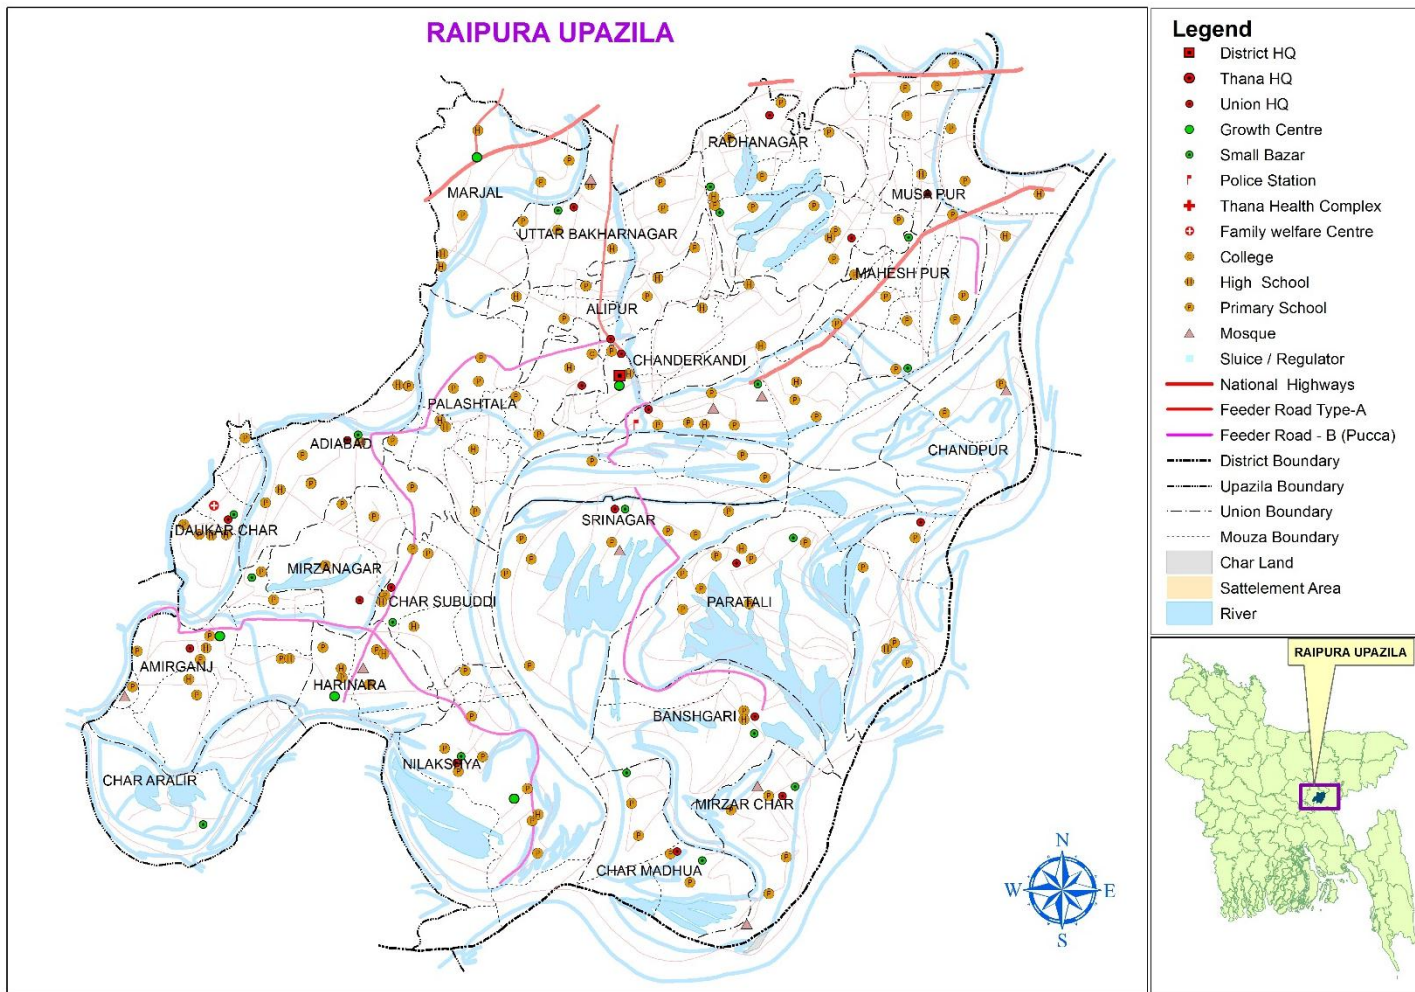 RAIPURA UPAZILA
RADHANAGAR
MARJAL
MUSA PUR
UTTAR BAKHARNAGAR
MAHESH PUR
ALIPUR
CHANDERKANDI
PALASHTALA
ADIABAD
CHANDPUR
SRINAGAR
DAUKAR CHAR
MIRZANAGAR
CHAR SUBUDDI
PARATALI
AMIRGANJ
HARINARA
BANSHGARI
NILAKSHYA
CHAR ARALIR
MIRZAR CHAR
CHAR MADHUA
N
W
E
S
Legend
District HQ
Thana HQ
Union HQ
Growth Centre
Small Bazar
Police Station
Thana Health Complex
Family welfare Centre
College
High School
Primary School
Mosque
Sluice / Regulator
National Highways
Feeder Road Type-A
Feeder Road - B (Pucca)
District Boundary
Upazila Boundary
Union Boundary
Mouza Boundary
Char Land
Sattelement Area
River
RAIPURA UPAZILA